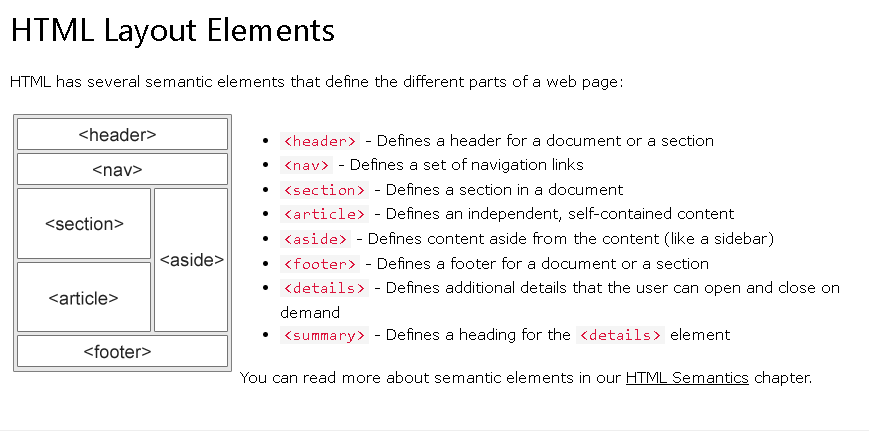 HTML Layout Elements
HTML has several semantic elements that define the different parts of a web page:
<header>
<nav>
<section>
<aside>
<article>
<footer>
• <header> - Defines a header for a document or a section
• <nav> - Defines a set of navigation links
• <section> - Defines a section in a document
• <article> - Defines an independent, self-contained content
• <aside> - Defines content aside from the content (like a sidebar)
• <footer> - Defines a footer for a document or a section
• <details> - Defines additional details that the user can open and close on
demand
• <summary> - Defines a heading for the <details> element
You can read more about semantic elements in our HTML Semantics chapter.